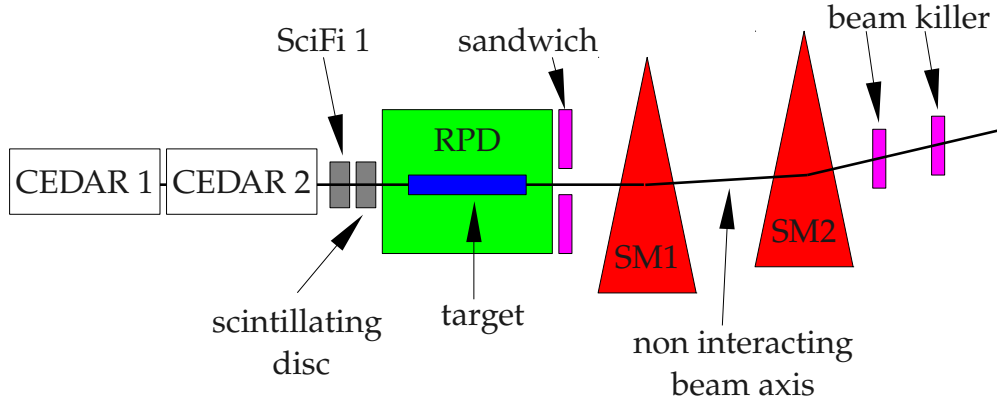 beam killer
SciFi 1
sandwich
RPD
CEDAR 1
CEDAR 2
SM1
SM2
scintillating
disc
target
non interacting
beam axis